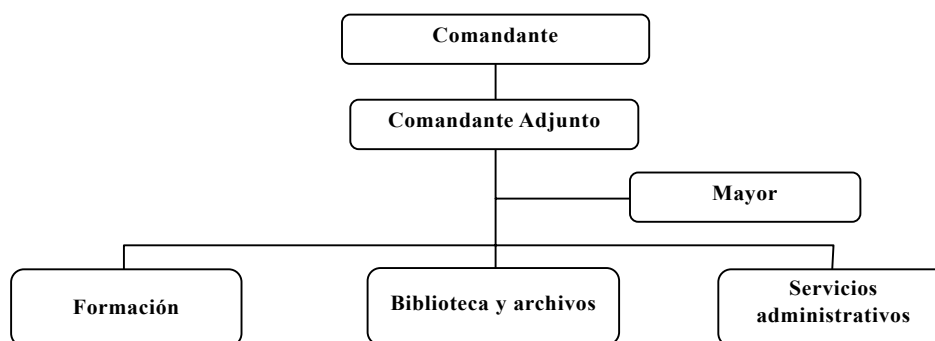 Comandante
Comandante Adjunto
Mayor
Formación
Biblioteca y archivos
Servicios
administrativos